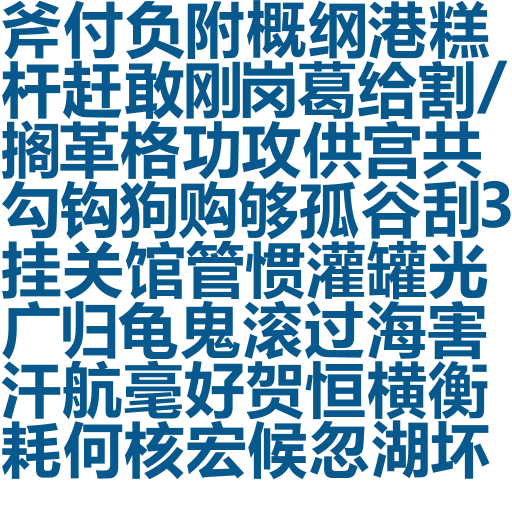 斧付负附概纲港糕
杆赶敢刚岗葛给割/
搁革格功攻供宫共
勾钩狗购够孤谷刮3
挂关馆管惯灌罐光
广归龟鬼滚过海害
汗航毫好贺恒横衡
耗何核宏候忽湖坏